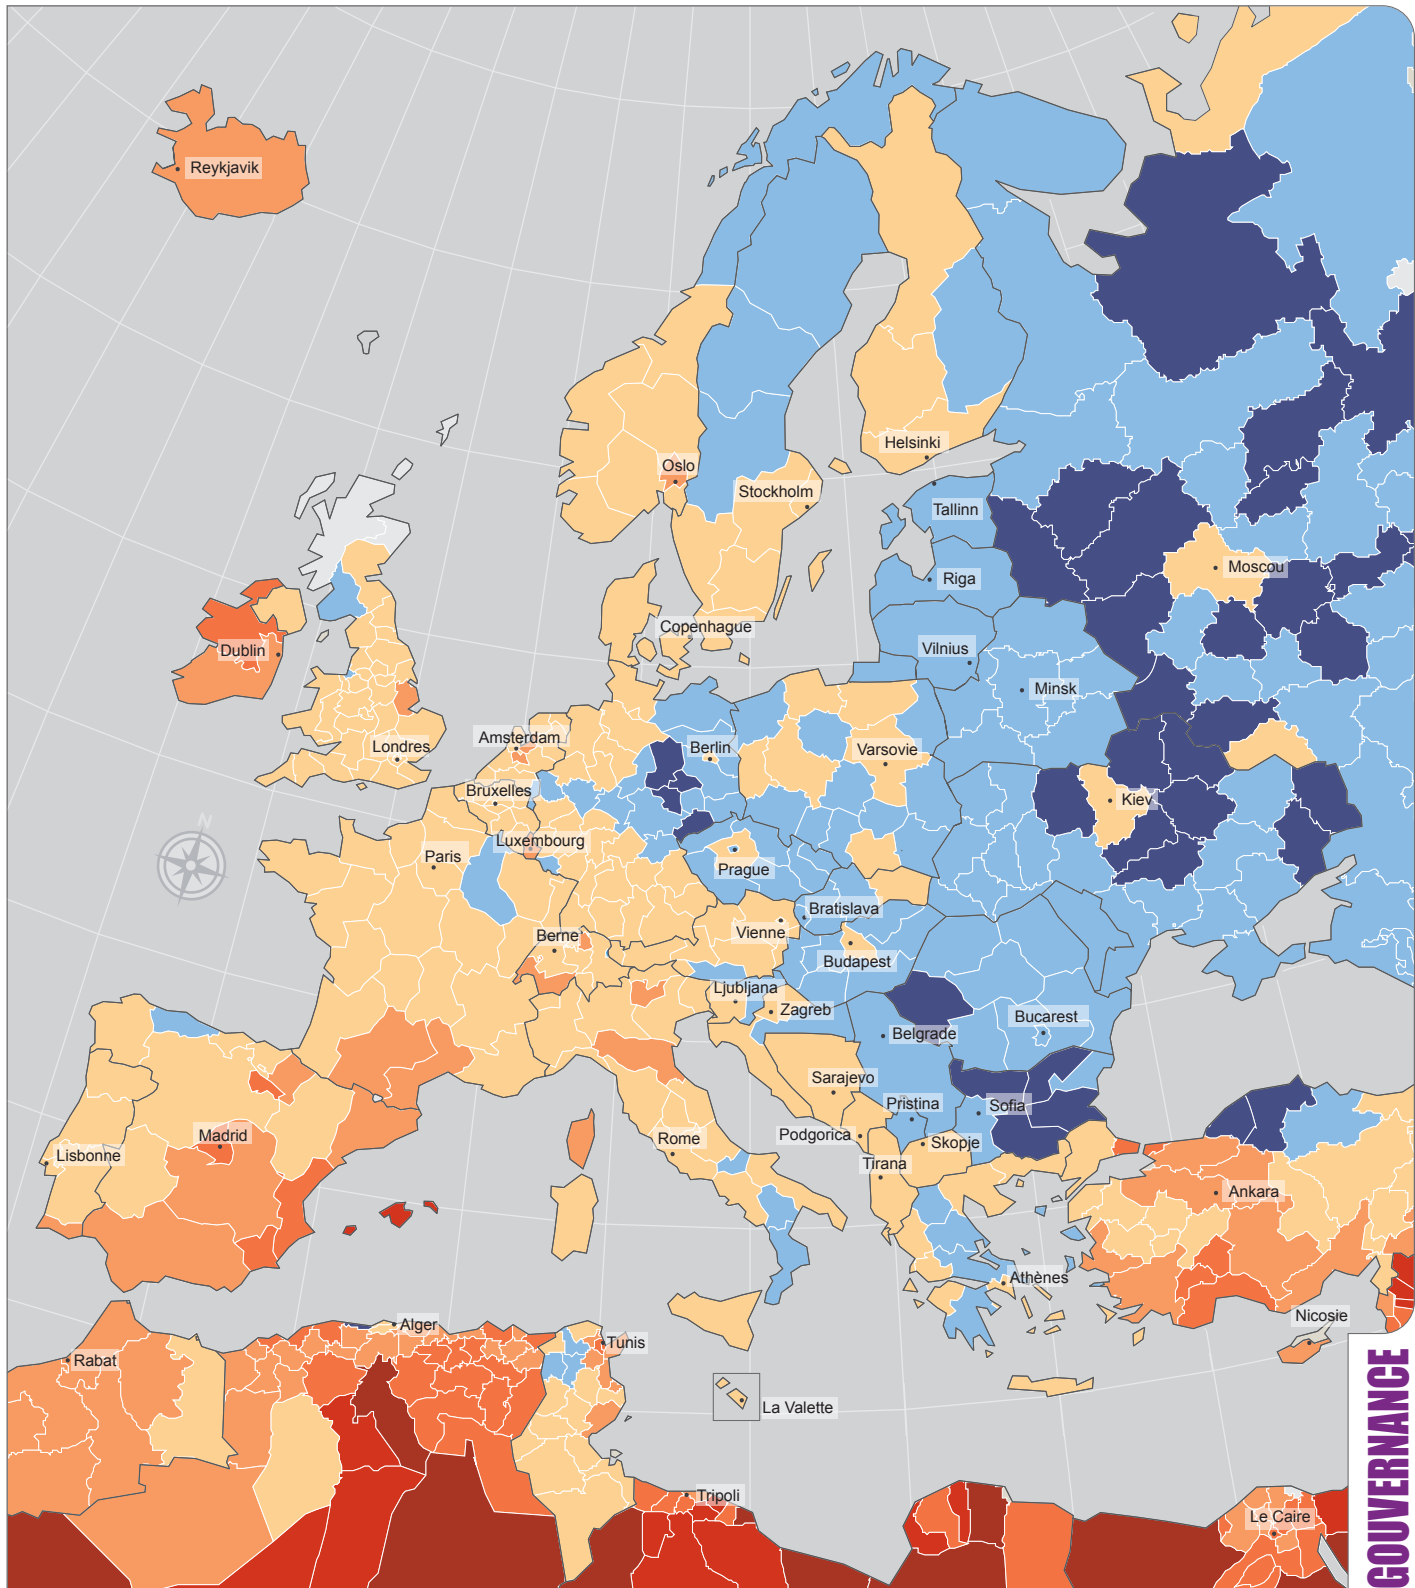 Reykjavik
Helsinki
Oslo
Stockholm
Tallinn
Moscou
Riga
Copenhague
Dublin
Vilnius
Minsk
Amsterdam
Londres
Berlin
Varsovie
Bruxelles
Kiev
N
Luxembourg
Paris
Prague
Bratislava
Vienne
Berne
Budapest
Ljubljana
Zagreb
Bucarest
Belgrade
Sarajevo
Pristina
Sofia
Madrid
Podgorica
Rome
Skopje
Lisbonne
Tirana
Ankara
Athènes
Nicosie
Alger
Tunis
Rabat
La Valette
Tripoli
Le Caire
GOUVERNANCE